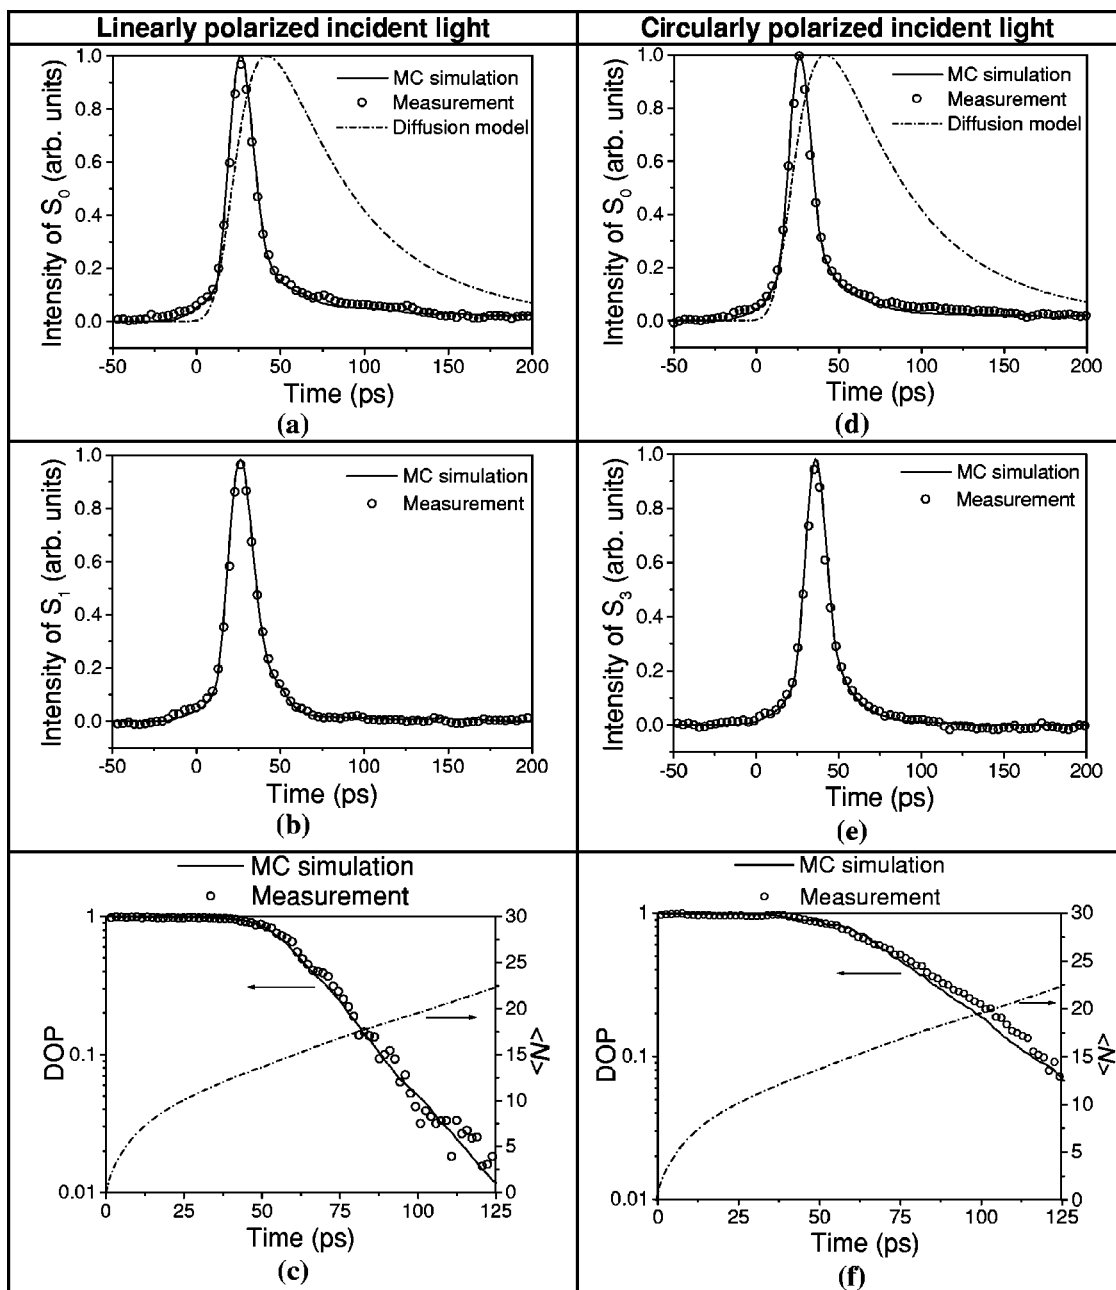 Linearly polarized incident light
Circularly polarized incident light
Intensity of S0 (arb. units)
1.0
0.8
0.6
0.4
0.2
0.0
MC simulation
Measurement
Diffusion model
-50 0 50 100 150 200
Time (ps)
(a)
Intensity of S0 (arb. units)
1.0
0.8
0.6
0.4
0.2
0.0
MC simulation
Measurement
Diffusion model
-50 0 50 100 150 200
Time (ps)
(d)
Intensity of S1 (arb. units)
1.0
0.8
0.6
0.4
0.2
0.0
MC simulation
Measurement
-50 0 50 100 150 200
Time (ps)
(b)
Intensity of S3 (arb. units)
1.0
0.8
0.6
0.4
0.2
0.0
MC simulation
Measurement
-50 0 50 100 150 200
Time (ps)
(e)
MC simulation
Measurement
DOP
1
0.1
0.01
30
25
20
15
10
5
0
<N>
0 25 50 75 100 125
Time (ps)
(c)
MC simulation
Measurement
DOP
1
0.1
0.01
30
25
20
15
10
5
0
<N>
0 25 50 75 100 125
Time (ps)
(f)